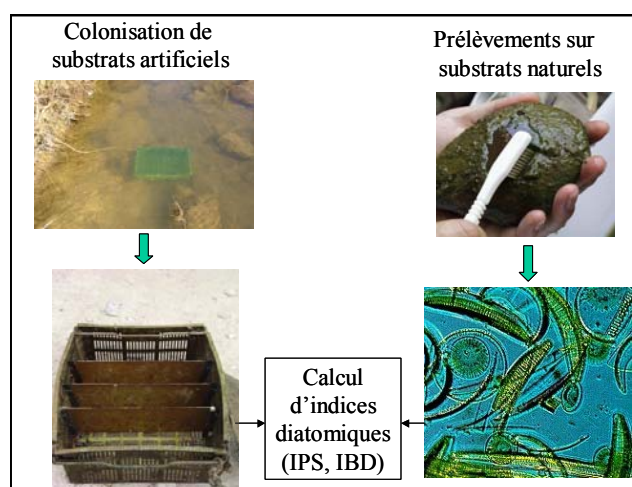 Colonisation de
substrats artificiels
Prélèvements sur
substrats naturels
Calcul
d'indices
diatomiques
(IPS, IBD)